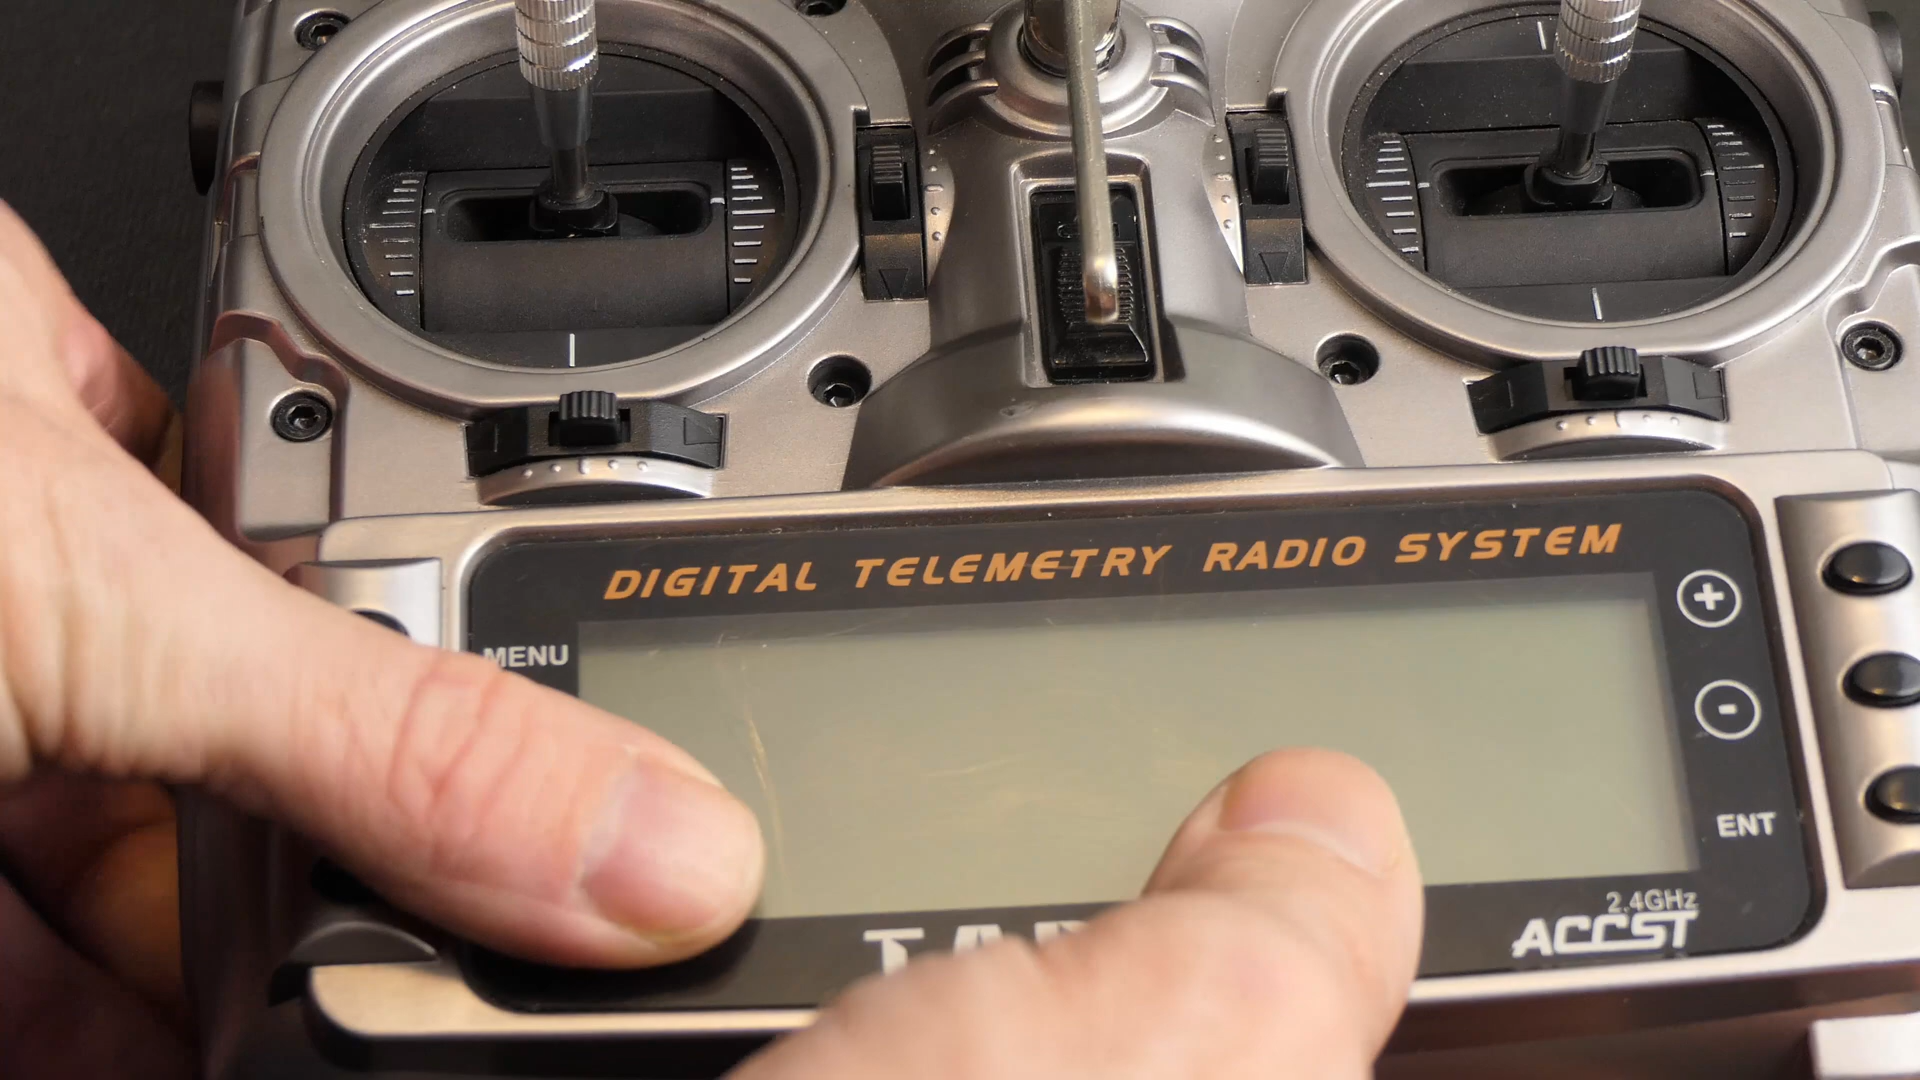 DIGITAL TELEMETRY RADIO SYSTEM
+
MENU
-
ENT
2.4GHz
ACCST